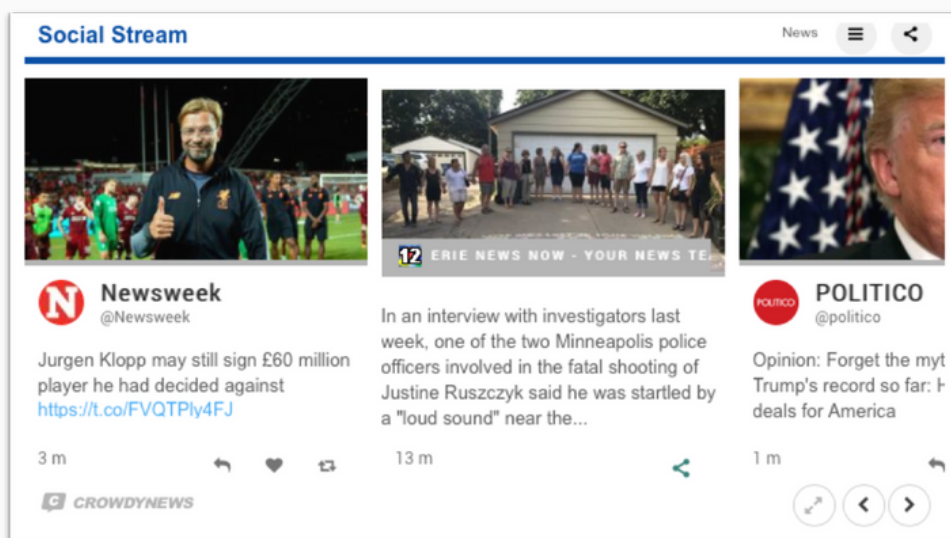 Social Stream
News
Newsweek
@Newsweek
Jurgen Klopp may still sign £60 million
player he had decided against
https://t.co/FVQTPly4FJ
3 m
CROWDYNEWS
12 ERIE NEWS NOW - YOUR NEWS TE
In an interview with investigators last
week, one of the two Minneapolis police
officers involved in the fatal shooting of
Justine Ruszczyk said he was startled by
a "loud sound" near the...
13 m
POLITICO
POLITICO
@politico
Opinion: Forget the myt
Trump's record so far: H
deals for America
1 m